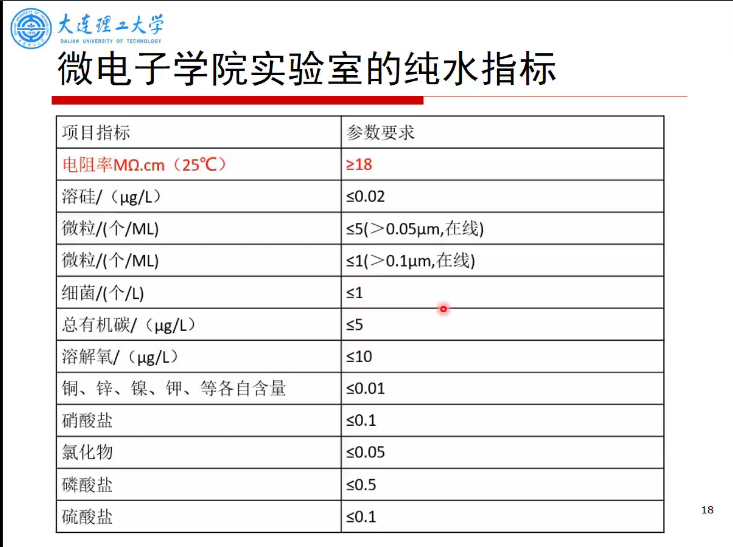 大连理工大学
DALIAN UNIVERSITY OF TECHNOLOGY
微电子学院实验室的纯水指标
项目指标 参数要求
电阻率MΩ.cm（25℃） ≥18
溶硅/（μg/L） ≤0.02
微粒/(个/ML) ≤5(＞0.05μm,在线)
微粒/(个/ML) ≤1(＞0.1μm,在线)
细菌/(个/L) ≤1
总有机碳/（μg/L） ≤5
溶解氧/（μg/L） ≤10
铜、锌、镍、钾、等各自含量 ≤0.01
硝酸盐 ≤0.1
氯化物 ≤0.05
磷酸盐 ≤0.5
硫酸盐 ≤0.1
18